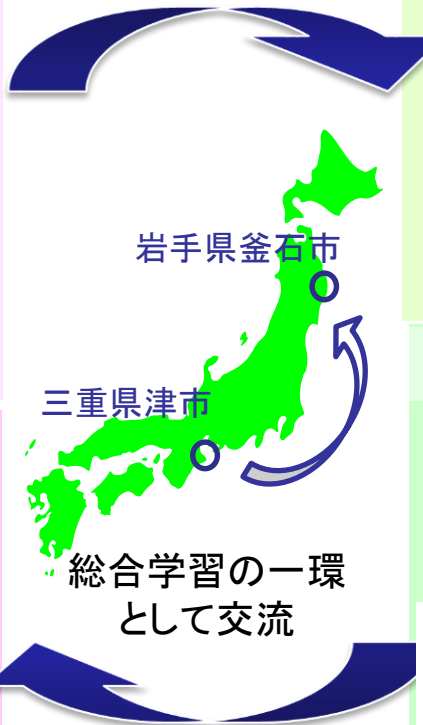 岩手県釜石市
三重県津市
総合学習の一環
として交流